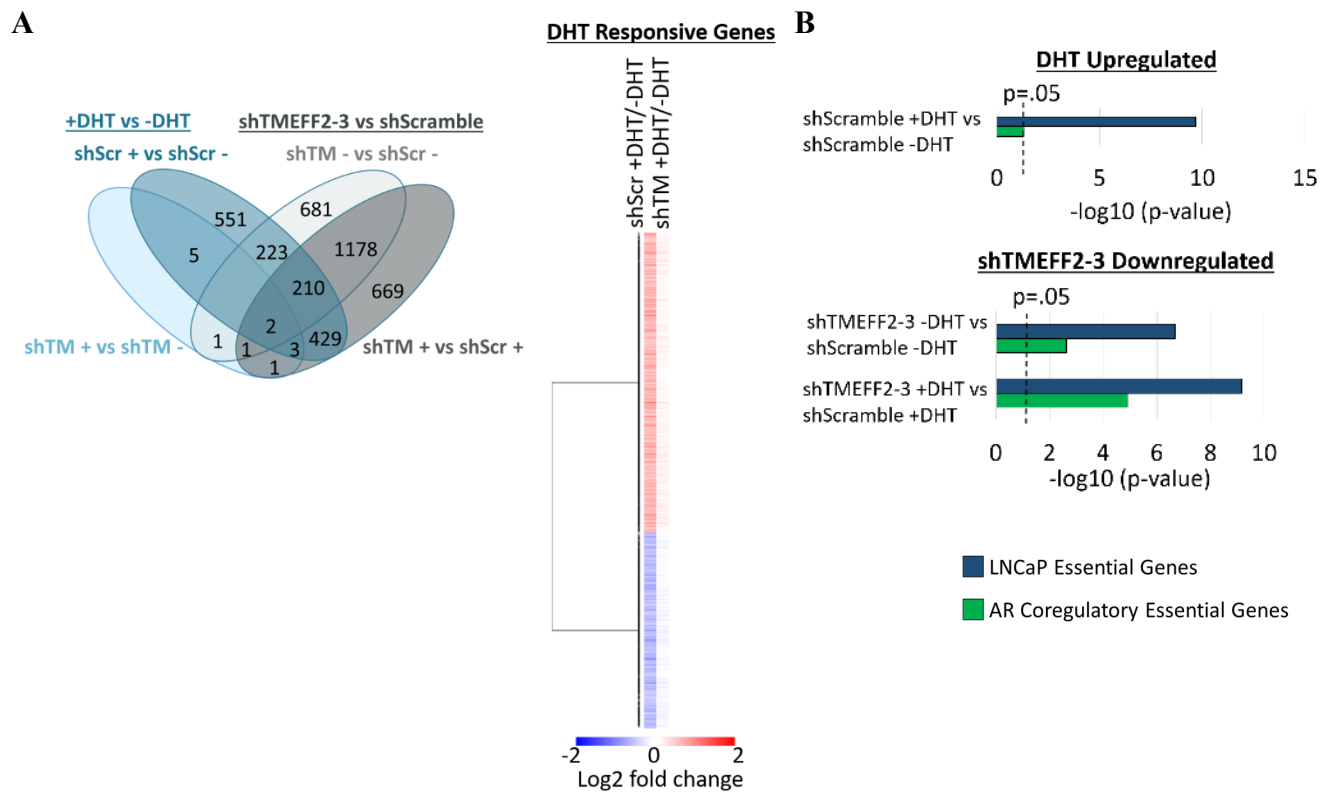 A
+DHT vs -DHT
shScr + vs shScr -
shTMEFF2-3 vs shScramble
shTM - vs shScr -
551
681
5
223
1178
210
669
2
429
1
1
3
1
shTM + vs shTM -
shTM + vs shScr +
DHT Responsive Genes
shScr +DHT/-DHT
shTM +DHT/-DHT
-2
0
2
Log2 fold change
B
DHT Upregulated
p=.05
shScramble +DHT vs
shScramble -DHT
0
5
10
15
-log10 (p-value)
shTMEFF2-3 Downregulated
p=.05
shTMEFF2-3 -DHT vs
shScramble -DHT
shTMEFF2-3 +DHT vs
shScramble +DHT
0
2
4
6
8
10
-log10 (p-value)
LNCaP Essential Genes
AR Coregulatory Essential Genes